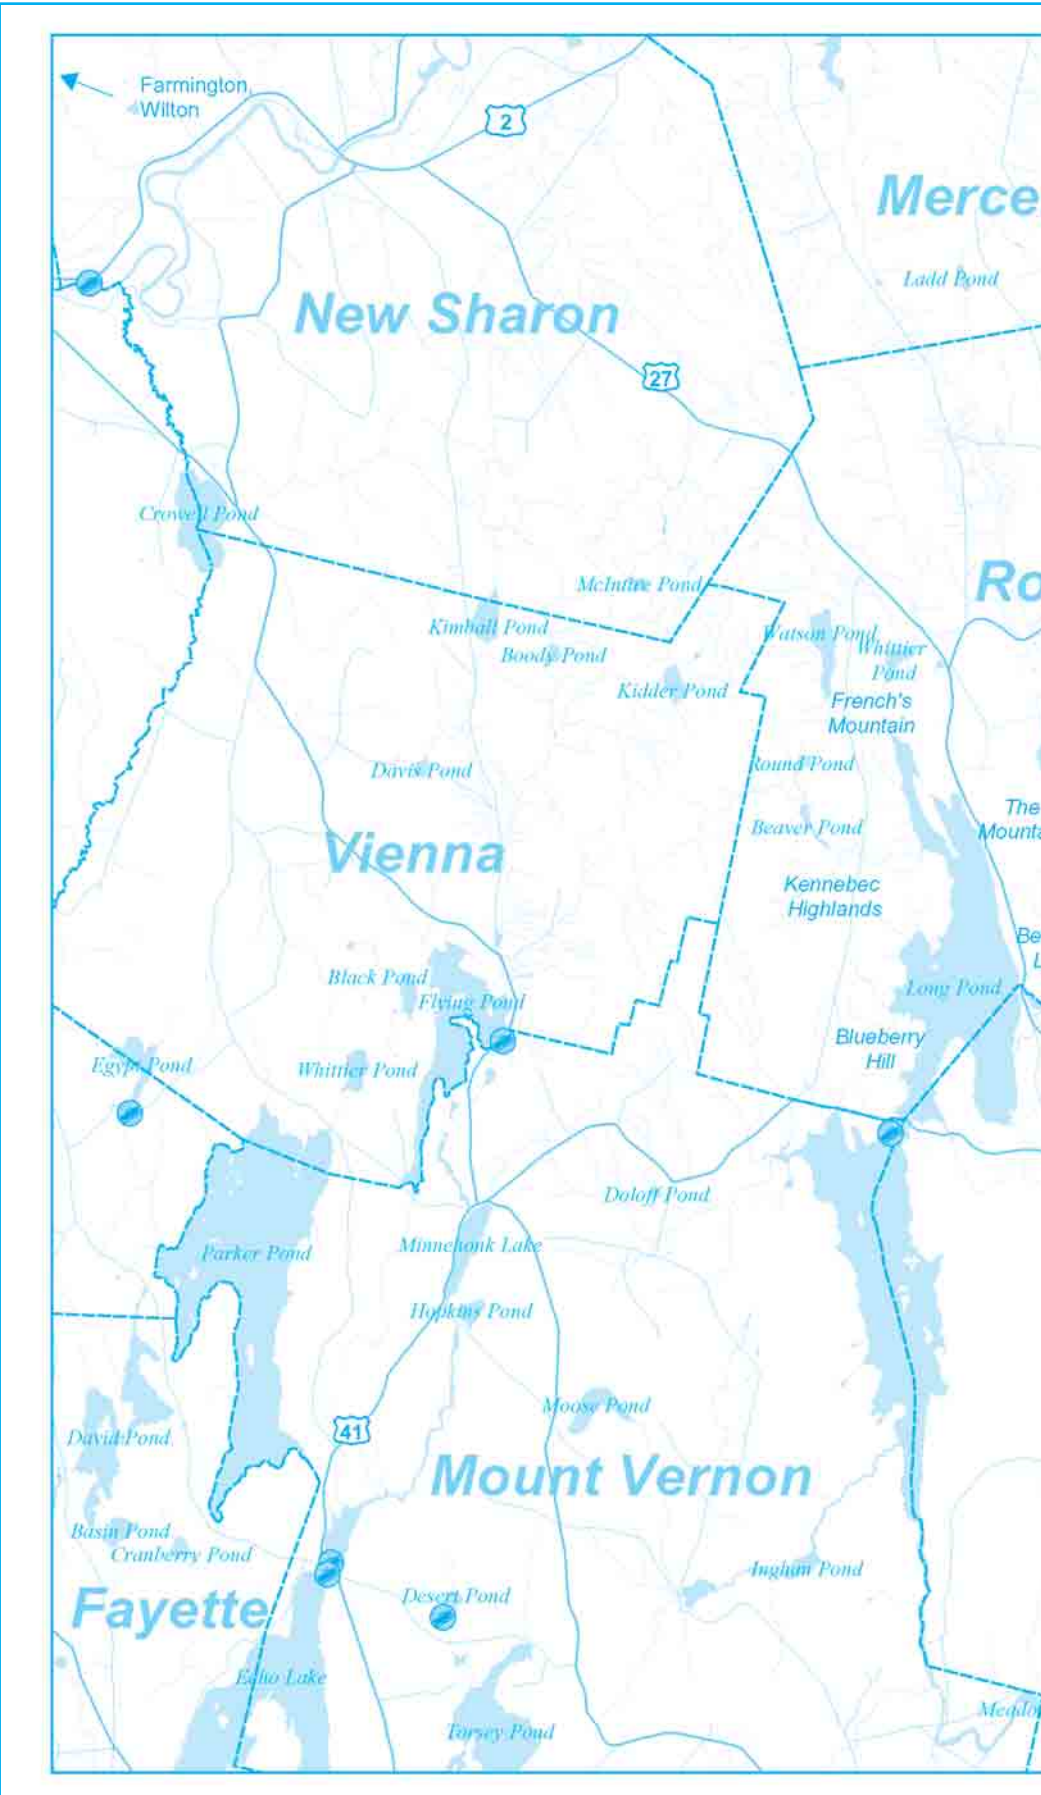 Farmington,
Wilton
2
Merce
Ladd Pond
New Sharon
27
Crowell Pond
McIntire Pond
Ro
Kimball Pond
Watson Pond
Whittier
Pond
Boody Pond
Kidder Pond
French's
Mountain
Davis Pond
Round Pond
The
Mounta
Beaver Pond
Vienna
Kennebec
Highlands
Be
L
Black Pond
Flying Pond
Long Pond
Blueberry
Hill
Egypt Pond
Whittier Pond
Doloff Pond
Parker Pond
Minnehonk Lake
Hopkins Pond
Moose Pond
41
David Pond
Mount Vernon
Basin Pond
Cranberry Pond
Ingham Pond
Fayette
Desert Pond
Echo Lake
Torsey Pond
Meado